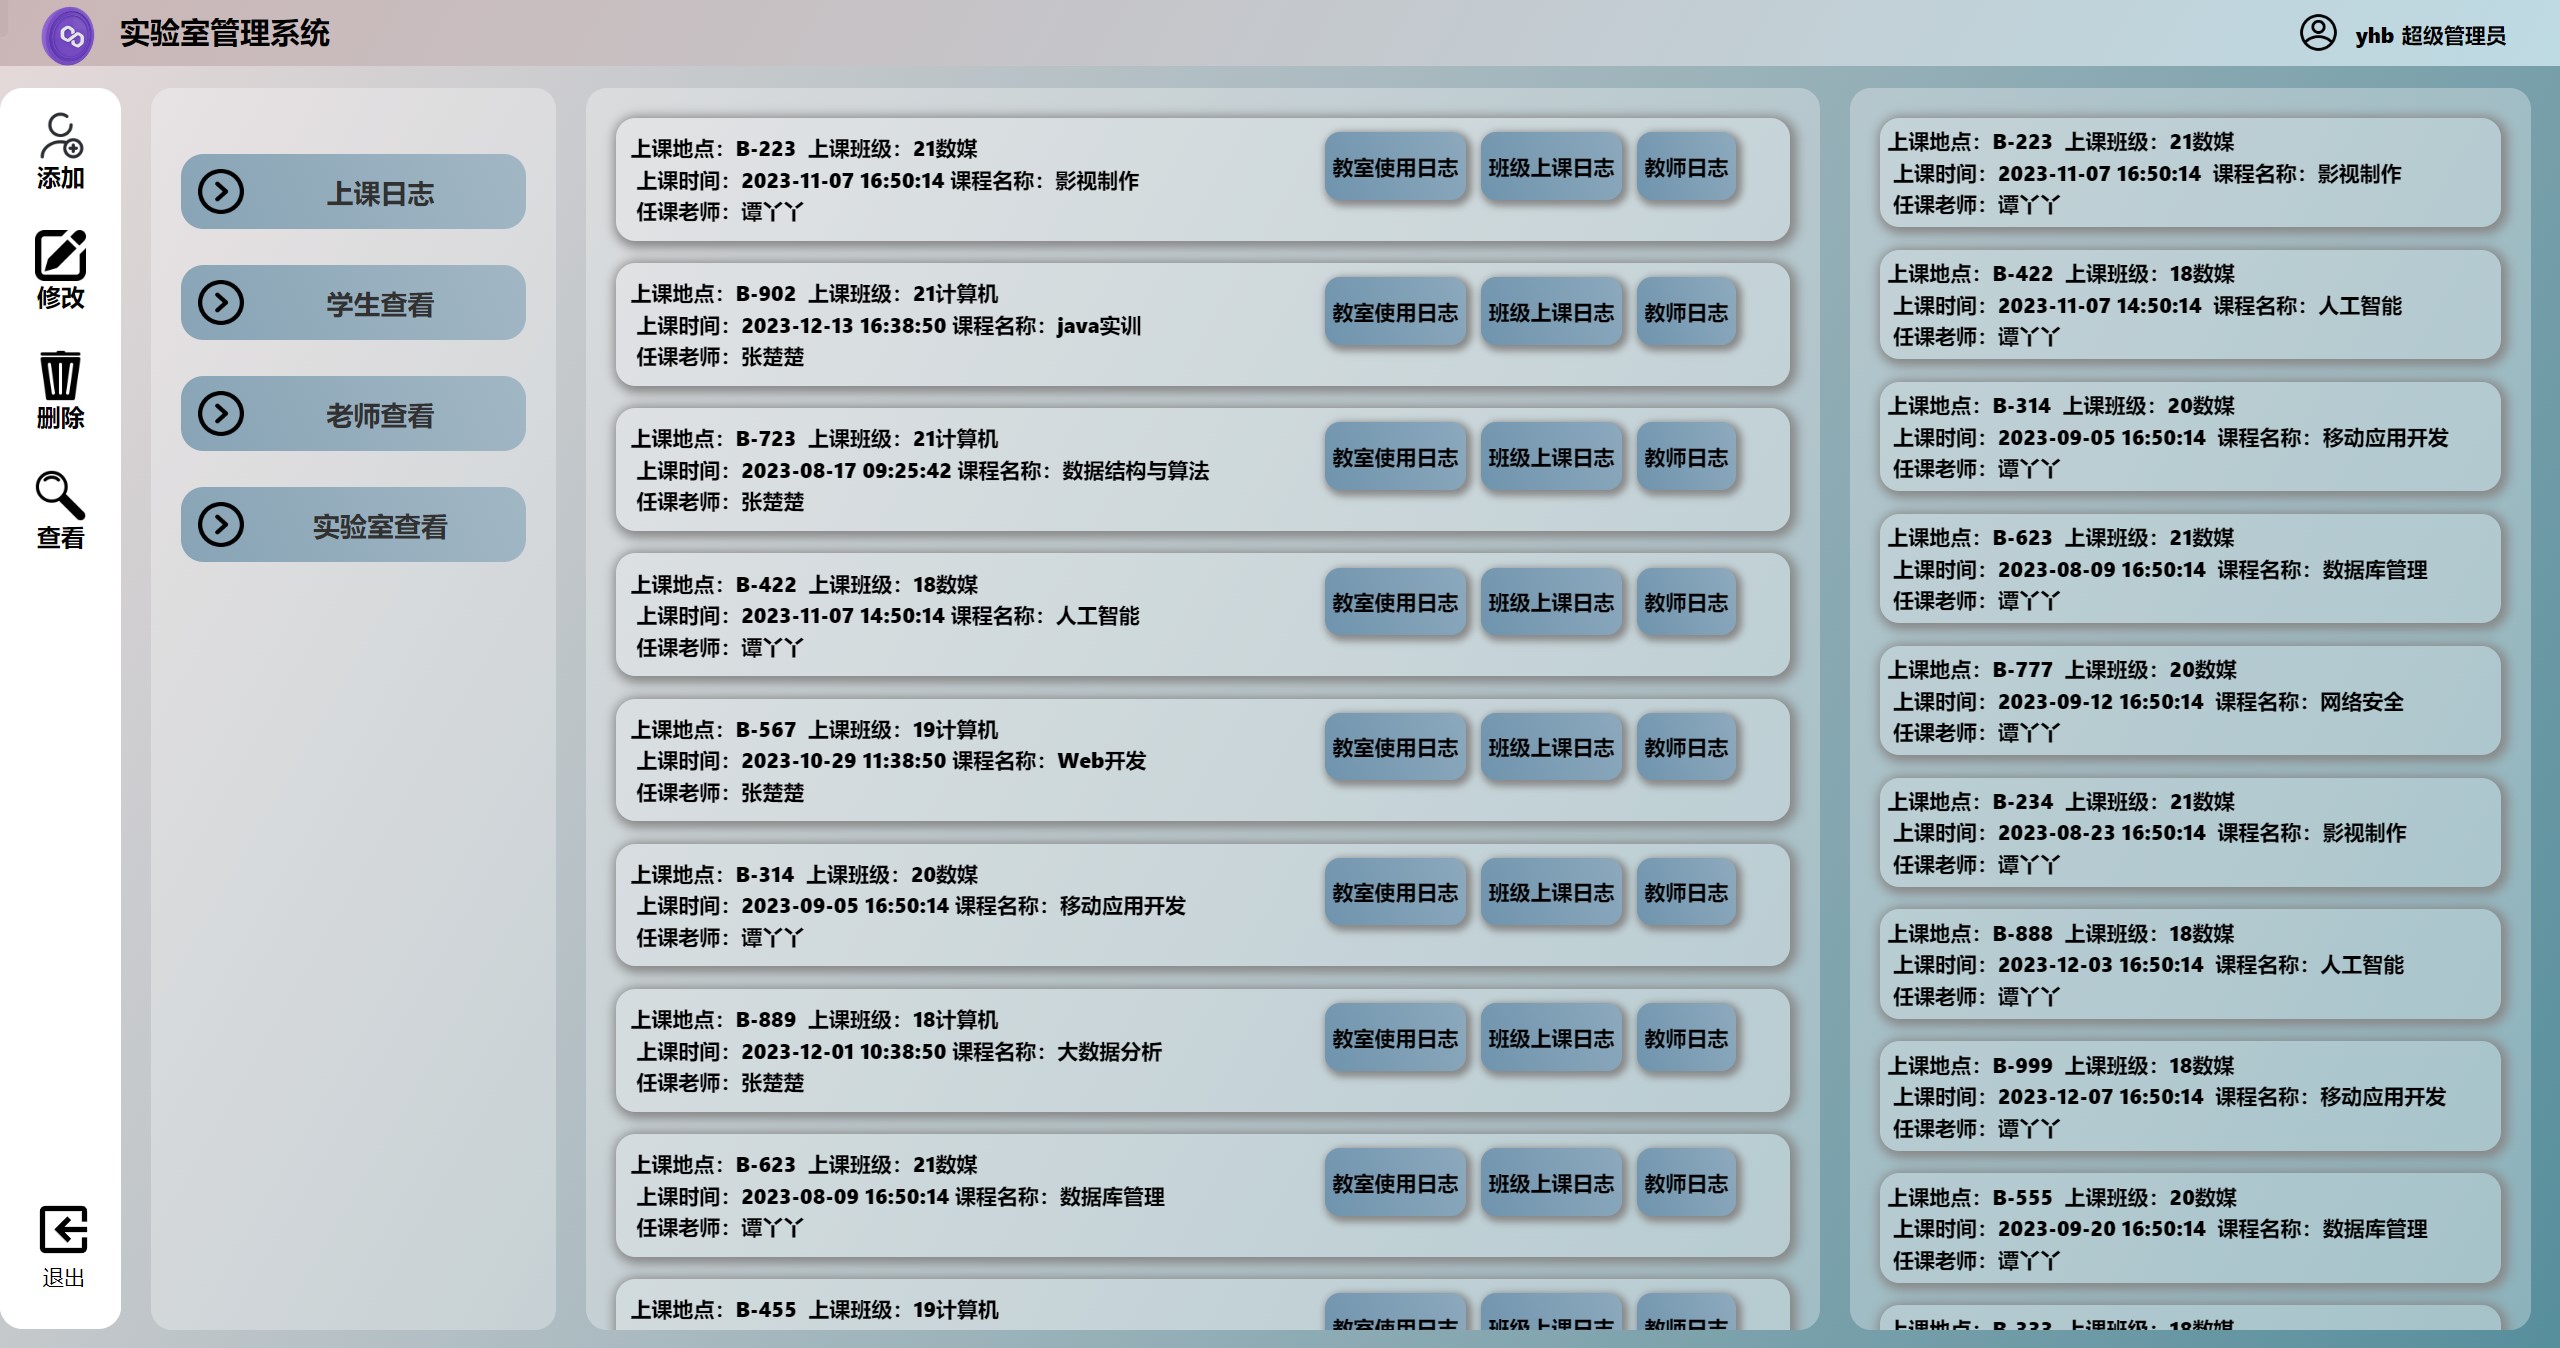 实验室管理系统
yhb 超级管理员
添加
修改
删除
查看
退出
上课日志
学生查看
老师查看
实验室查看
上课地点：B-223 上课班级：21数媒
上课时间：2023-11-07 16:50:14 课程名称：影视制作
任课老师：谭丫丫
教室使用日志 班级上课日志 教师日志
上课地点：B-902 上课班级：21计算机
上课时间：2023-12-13 16:38:50 课程名称：java实训
任课老师：张楚楚
教室使用日志 班级上课日志 教师日志
上课地点：B-723 上课班级：21计算机
上课时间：2023-08-17 09:25:42 课程名称：数据结构与算法
任课老师：张楚楚
教室使用日志 班级上课日志 教师日志
上课地点：B-422 上课班级：18数媒
上课时间：2023-11-07 14:50:14 课程名称：人工智能
任课老师：谭丫丫
教室使用日志 班级上课日志 教师日志
上课地点：B-567 上课班级：19计算机
上课时间：2023-10-29 11:38:50 课程名称：Web开发
任课老师：张楚楚
教室使用日志 班级上课日志 教师日志
上课地点：B-314 上课班级：20数媒
上课时间：2023-09-05 16:50:14 课程名称：移动应用开发
任课老师：谭丫丫
教室使用日志 班级上课日志 教师日志
上课地点：B-889 上课班级：18计算机
上课时间：2023-12-01 10:38:50 课程名称：大数据分析
任课老师：张楚楚
教室使用日志 班级上课日志 教师日志
上课地点：B-623 上课班级：21数媒
上课时间：2023-08-09 16:50:14 课程名称：数据库管理
任课老师：谭丫丫
教室使用日志 班级上课日志 教师日志
上课地点：B-455 上课班级：19计算机
教室使用日志 班级上课日志 教师日志
上课地点：B-223 上课班级：21数媒
上课时间：2023-11-07 16:50:14 课程名称：影视制作
任课老师：谭丫丫
上课地点：B-422 上课班级：18数媒
上课时间：2023-11-07 14:50:14 课程名称：人工智能
任课老师：谭丫丫
上课地点：B-314 上课班级：20数媒
上课时间：2023-09-05 16:50:14 课程名称：移动应用开发
任课老师：谭丫丫
上课地点：B-623 上课班级：21数媒
上课时间：2023-08-09 16:50:14 课程名称：数据库管理
任课老师：谭丫丫
上课地点：B-777 上课班级：20数媒
上课时间：2023-09-12 16:50:14 课程名称：网络安全
任课老师：谭丫丫
上课地点：B-234 上课班级：21数媒
上课时间：2023-08-23 16:50:14 课程名称：影视制作
任课老师：谭丫丫
上课地点：B-888 上课班级：18数媒
上课时间：2023-12-03 16:50:14 课程名称：人工智能
任课老师：谭丫丫
上课地点：B-999 上课班级：18数媒
上课时间：2023-12-07 16:50:14 课程名称：移动应用开发
任课老师：谭丫丫
上课地点：B-555 上课班级：20数媒
上课时间：2023-09-20 16:50:14 课程名称：数据库管理
任课老师：谭丫丫
上课地点：B-333 上课班级：18数媒